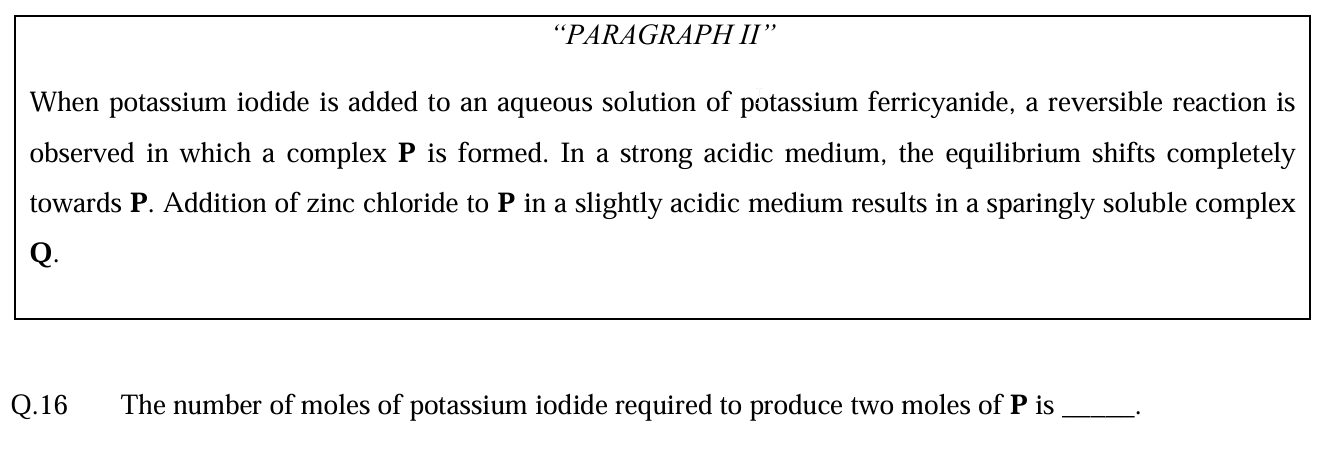 “PARAGRAPH II”
When potassium iodide is added to an aqueous solution of potassium ferricyanide, a reversible reaction is
observed in which a complex P is formed. In a strong acidic medium, the equilibrium shifts completely
towards P. Addition of zinc chloride to P in a slightly acidic medium results in a sparingly soluble complex
Q.
Q.16 The number of moles of potassium iodide required to produce two moles of P is _____.